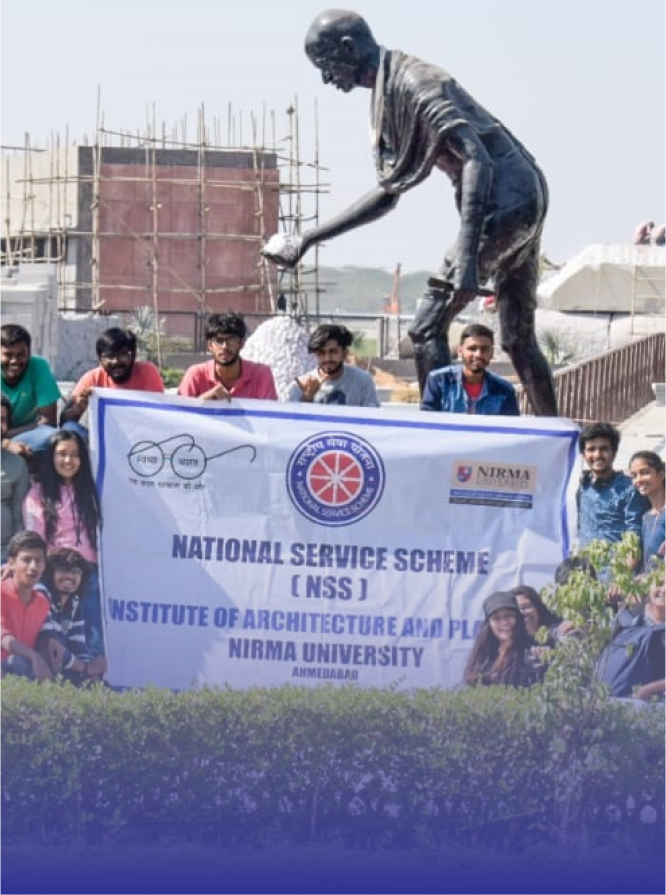 स्वच्छ भारत
एक कदम स्वच्छता की ओर
राष्ट्रीय सेवा योजना
NATIONAL SERVICE SCHEME
NIRMA
UNIVERSITY
NATIONAL SERVICE SCHEME
( NSS )
INSTITUTE OF ARCHITECTURE AND PLA
NIRMA UNIVERSITY
AHMEDABAD